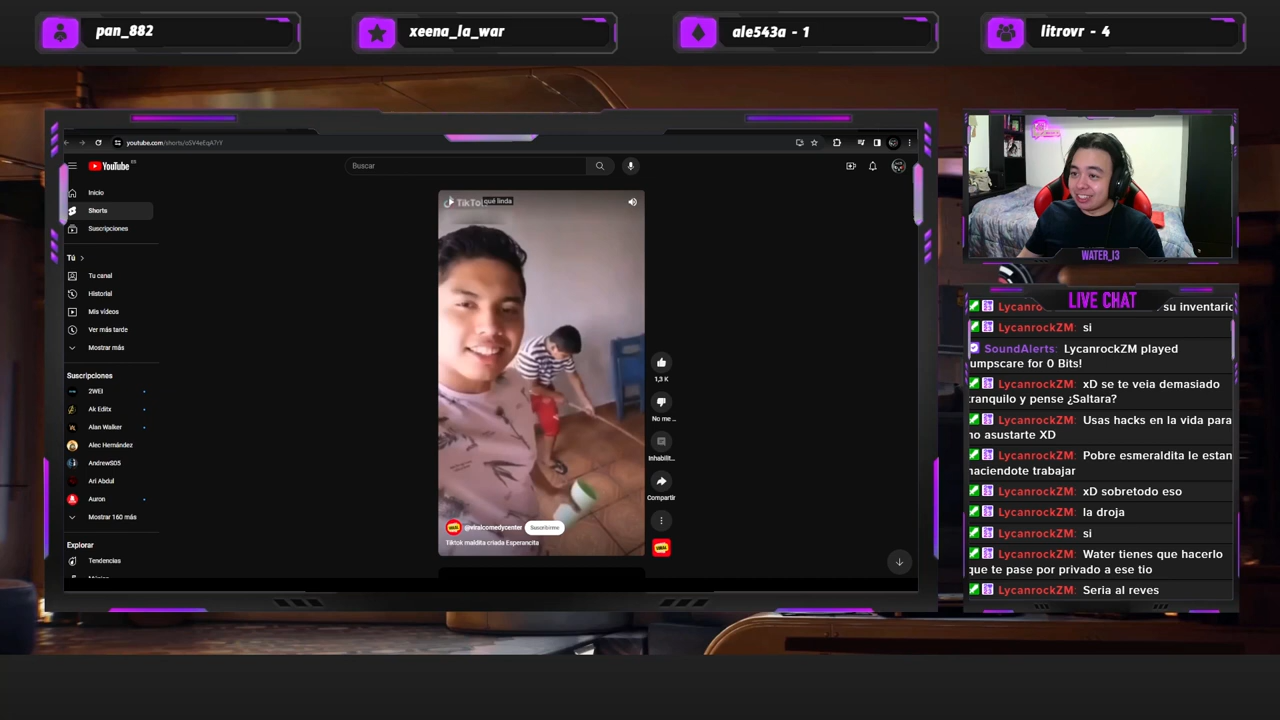 pan_882
xeena_la_war
ale543a - 1
litrovr - 4
youtube.com/shorts/
YouTube
ES
Buscar
Inicio
Shorts
Suscripciones
Tú
Tu canal
Historial
Mis vídeos
Ver más tarde
Mostrar más
Suscripciones
2WEI
Ak Editx
Alan Walker
Alec Hernández
AndrewS05
Ari Abdul
Auron
Mostrar 160 más
Explorar
Tendencias
TikTok
qué linda
1,3 K
No me ...
Inhabilit...
Compartir
@viralcomedycenter
Suscribirme
Tiktok maldita criada Esperancita
WATER_I3
LIVE CHAT
su inventario
LycanrockZM: si
SoundAlerts: LycanrockZM played
umpscare for 0 Bits!
LycanrockZM: xD se te veia demasiado
tranquilo y pense ¿Saltara?
LycanrockZM: Usas hacks en la vida para
no asustarte XD
LycanrockZM: Pobre esmeraldita le estan
haciendote trabajar
LycanrockZM: xD sobretodo eso
LycanrockZM: la droja
LycanrockZM: si
LycanrockZM: Water tienes que hacerlo
que te pase por privado a ese tio
LycanrockZM: Seria al reves